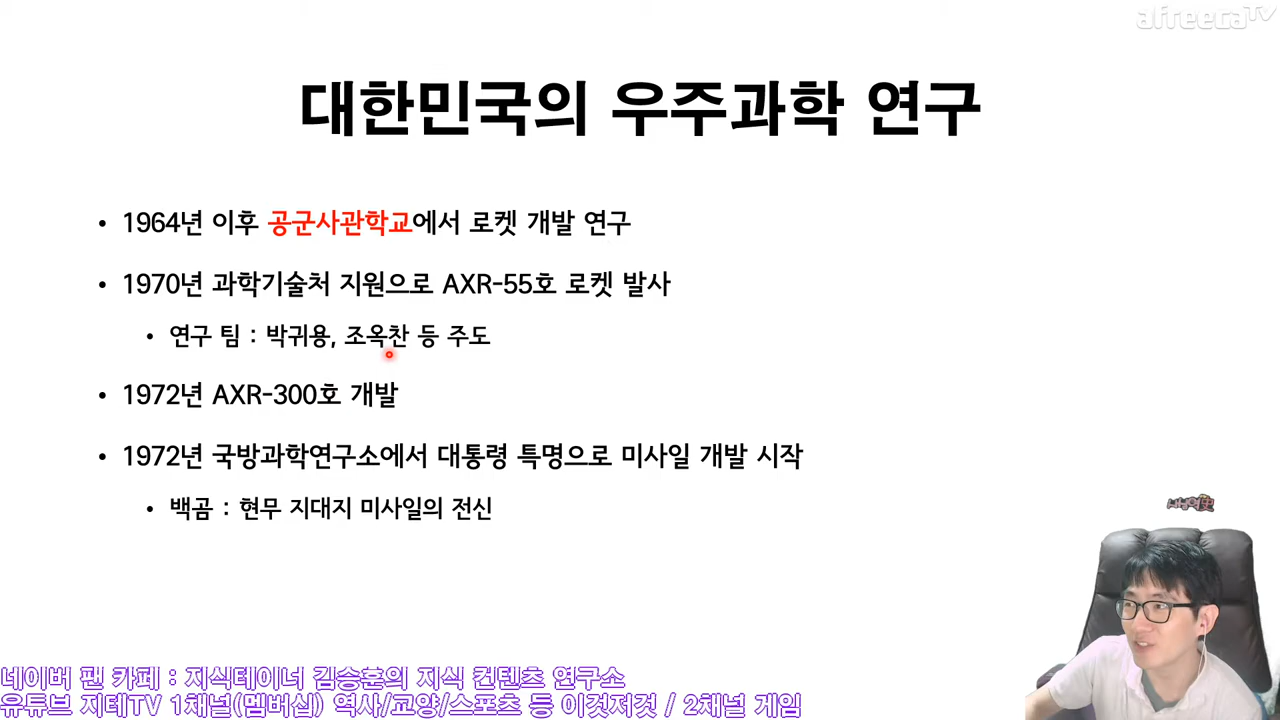 afreecaTV
대한민국의 우주과학 연구
• 1964년 이후 공군사관학교에서 로켓 개발 연구
• 1970년 과학기술처 지원으로 AXR-55호 로켓 발사
• 연구 팀 : 박귀용, 조옥찬 등 주도
• 1972년 AXR-300호 개발
• 1972년 국방과학연구소에서 대통령 특명으로 미사일 개발 시작
• 백곰 : 현무 지대지 미사일의 전신
네이버 팬 카페 : 지식테이너 김승훈의 지식 컨텐츠 연구소
유튜브 지테TV 1채널(멤버십) 역사/교양/스포츠 등 이것저것 / 2채널 게임